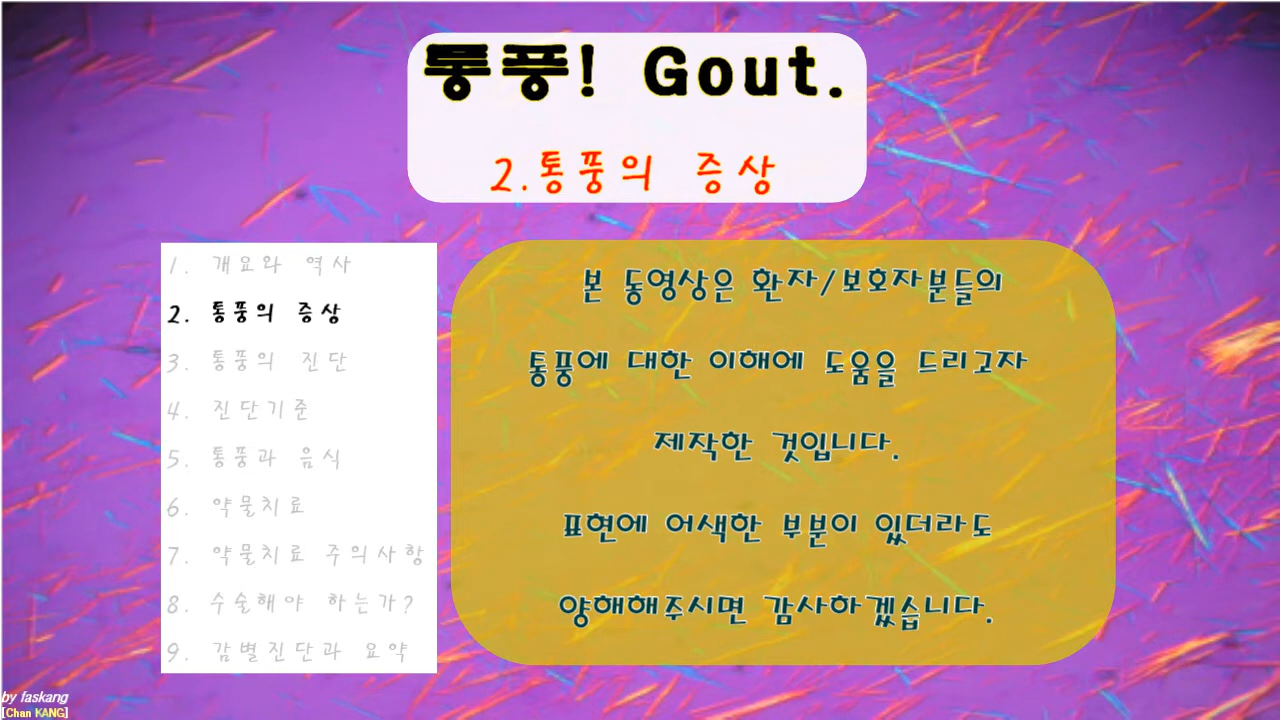 통풍! Gout.
2.통풍의 증상
1. 개요와 역사
2. 통풍의 증상
3. 통풍의 진단
4. 진단기준
5. 통풍과 음식
6. 약물치료
7. 약물치료 주의사항
8. 수술해야 하는가?
9. 감별진단과 요약
본 동영상은 환자/보호자분들의
통풍에 대한 이해에 도움을 드리고자
제작한 것입니다.
표현에 어색한 부분이 있더라도
양해해주시면 감사하겠습니다.
by faskang
[Chan KANG]